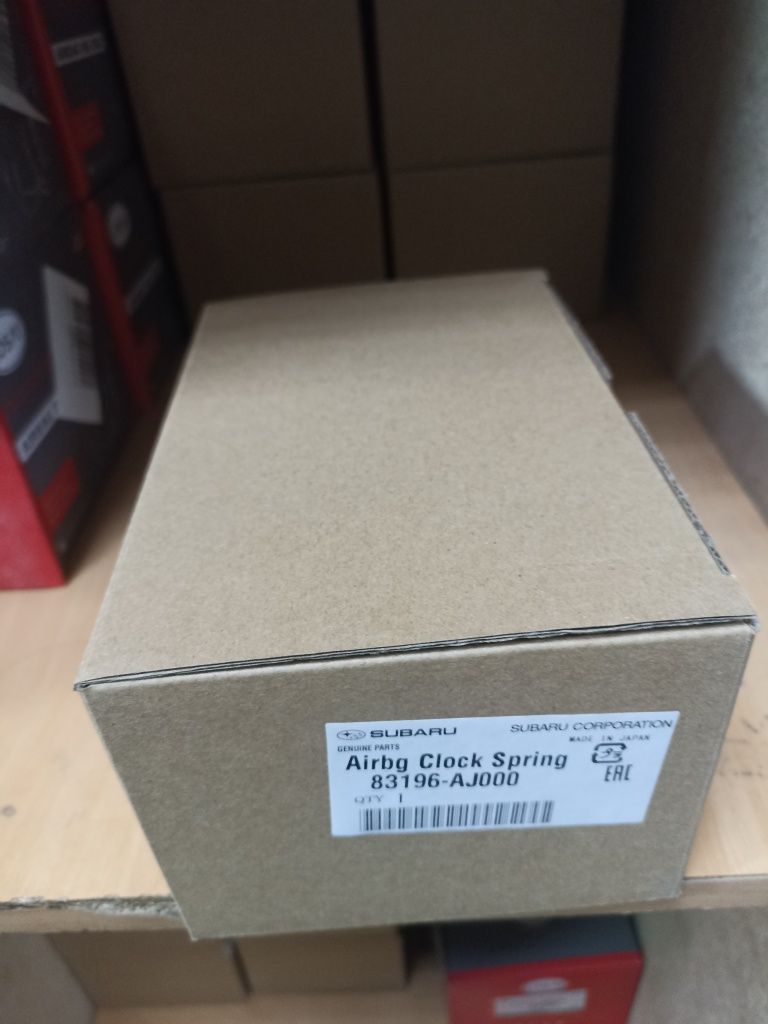 SUBARU
SUBARU CORPORATION
GENUINE PARTS
MADE IN JAPAN
Airbg Clock Spring
83196-AJ000
EAC
QTY 1